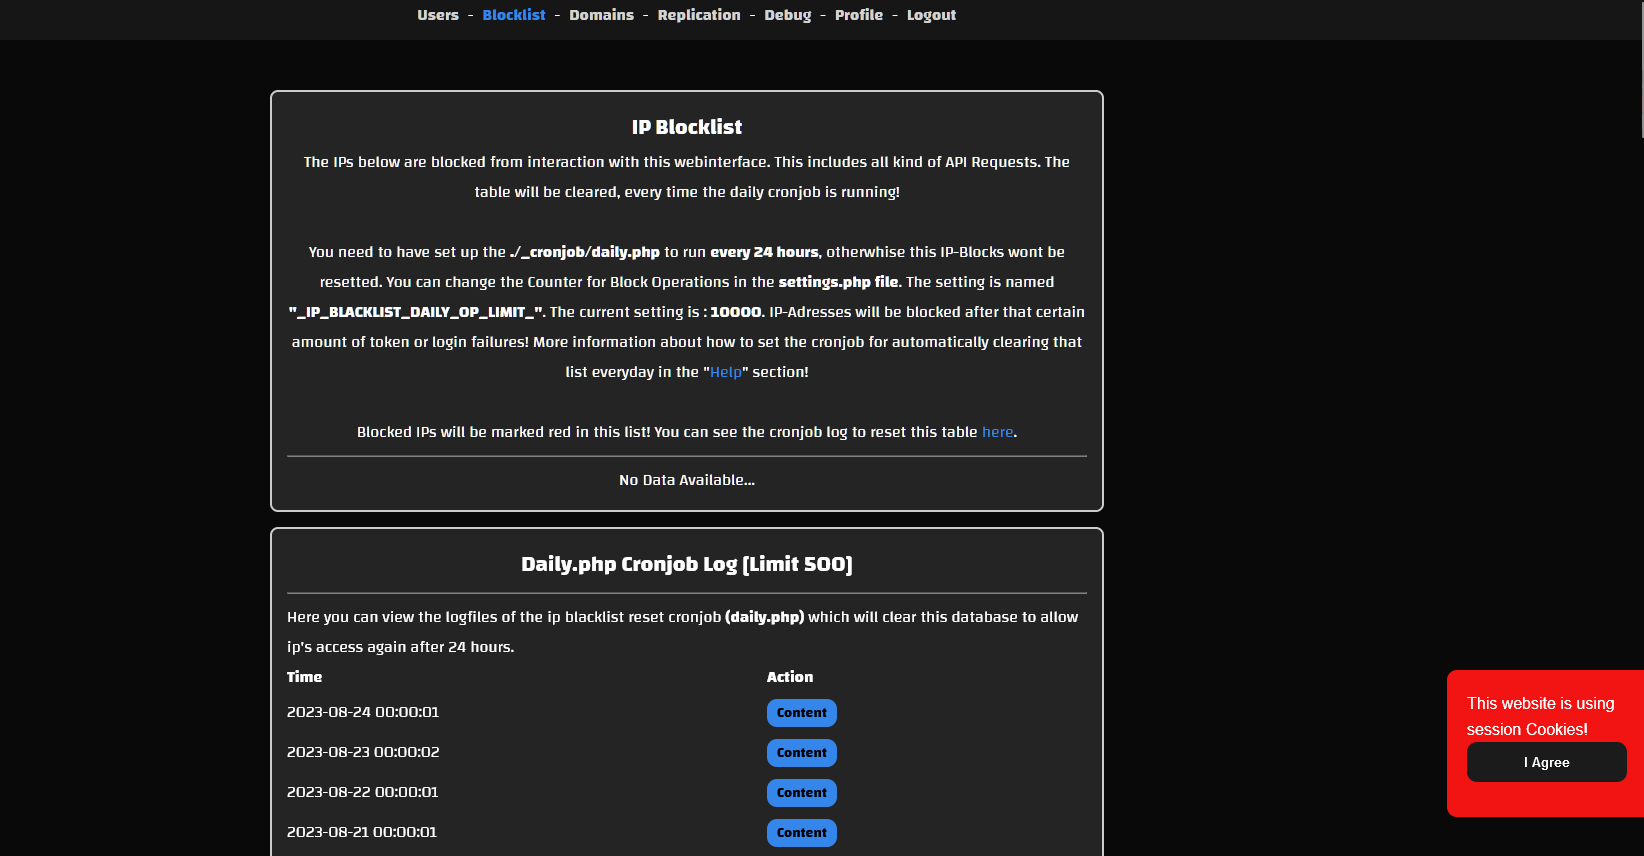 Users - Blocklist - Domains - Replication - Debug - Profile - Logout
IP Blocklist
The IPs below are blocked from interaction with this webinterface. This includes all kind of API Requests. The
table will be cleared, every time the daily cronjob is running!
You need to have set up the ./_cronjob/daily.php to run every 24 hours, otherwhise this IP-Blocks wont be
resetted. You can change the Counter for Block Operations in the settings.php file. The setting is named
"_IP_BLACKLIST_DAILY_OP_LIMIT_". The current setting is : 10000. IP-Adresses will be blocked after that certain
amount of token or login failures! More information about how to set the cronjob for automatically clearing that
list everyday in the "Help" section!
Blocked IPs will be marked red in this list! You can see the cronjob log to reset this table here.
No Data Available...
Daily.php Cronjob Log [Limit 500]
Here you can view the logfiles of the ip blacklist reset cronjob (daily.php) which will clear this database to allow
ip's access again after 24 hours.
Time Action
2023-08-24 00:00:01 Content
2023-08-23 00:00:02 Content
2023-08-22 00:00:01 Content
2023-08-21 00:00:01 Content
This website is using
session Cookies!
I Agree